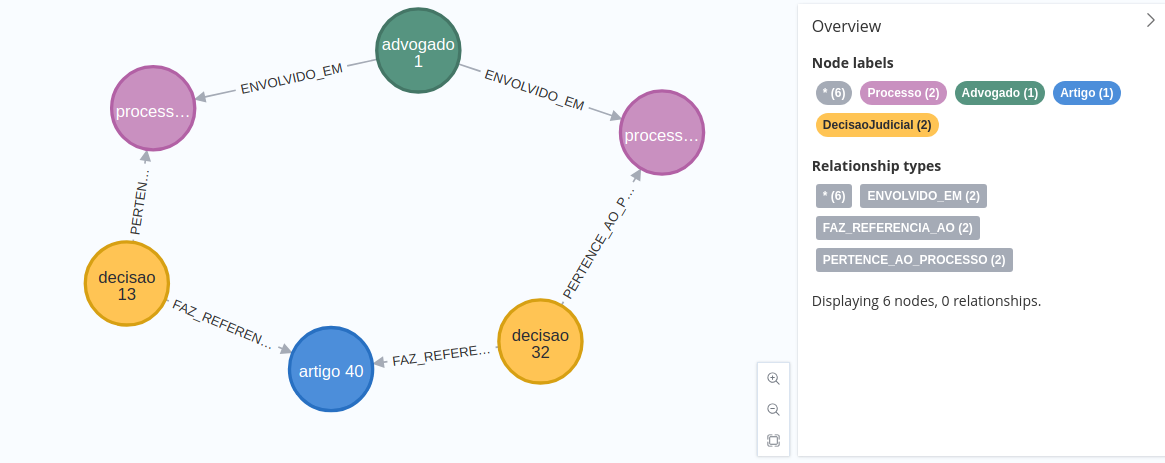 advogado
1
ENVOLVIDO_EM
ENVOLVIDO_EM
process...
process...
PERTEN...
PERTENCE_AO_P...
decisao
13
FAZ_REFEREN...
artigo 40
FAZ_REFERE...
decisao
32
Overview
Node labels
* (6) Processo (2) Advogado (1) Artigo (1)
DecisaoJudicial (2)
Relationship types
* (6) ENVOLVIDO_EM (2)
FAZ_REFERENCIA_AO (2)
PERTENCE_AO_PROCESSO (2)
Displaying 6 nodes, 0 relationships.